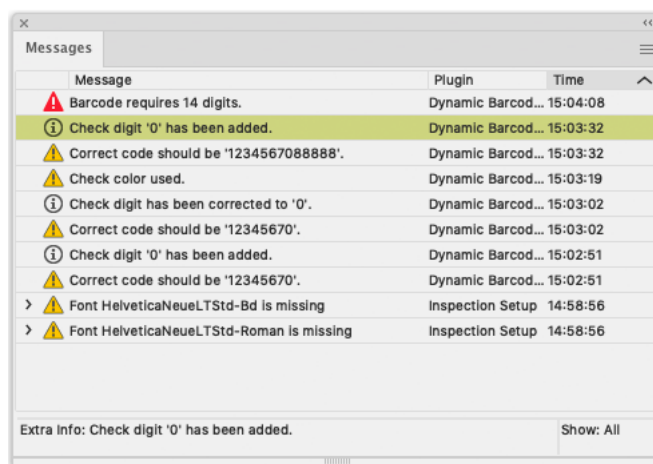 Messages
Message Plugin Time
Barcode requires 14 digits. Dynamic Barcod... 15:04:08
Check digit '0' has been added. Dynamic Barcod... 15:03:32
Correct code should be '1234567088888'. Dynamic Barcod... 15:03:32
Check color used. Dynamic Barcod... 15:03:19
Check digit has been corrected to '0'. Dynamic Barcod... 15:03:02
Correct code should be '12345670'. Dynamic Barcod... 15:03:02
Check digit '0' has been added. Dynamic Barcod... 15:02:51
Correct code should be '12345670'. Dynamic Barcod... 15:02:51
Font HelveticaNeueLTStd-Bd is missing Inspection Setup 14:58:56
Font HelveticaNeueLTStd-Roman is missing Inspection Setup 14:58:56
Extra Info: Check digit '0' has been added. Show: All